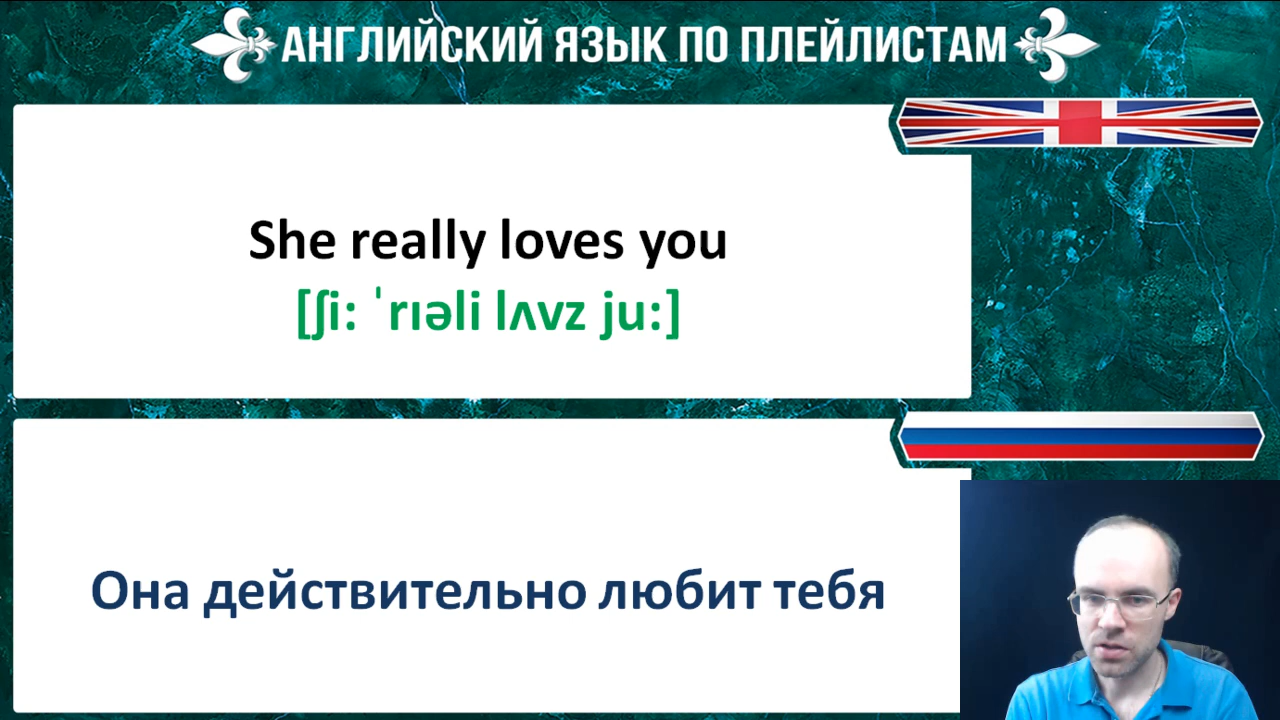 АНГЛИЙСКИЙ ЯЗЫК ПО ПЛЕЙЛИСТАМ
She really loves you
[ʃi: ˈrɪəli lʌvz ju:]
Она действительно любит тебя